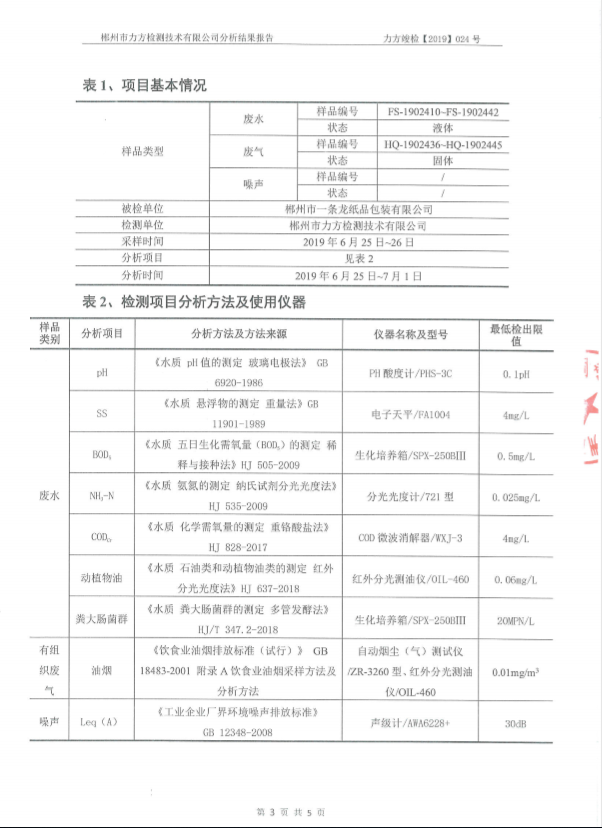 郴州市力方检测技术有限公司分析结果报告 力方竣检【2019】024 号
表 1、项目基本情况
样品类型 废水 样品编号 FS-1902410~FS-1902442
状态 液体
废气 样品编号 HQ-1902436~HQ-1902445
状态 固体
噪声 样品编号 /
状态 /
被检单位 郴州市一条龙纸品包装有限公司
检测单位 郴州市力方检测技术有限公司
采样时间 2019 年 6 月 25 日~26 日
分析项目 见表 2
分析时间 2019 年 6 月 25 日~7 月 1 日
表 2、检测项目分析方法及使用仪器
样品类别 分析项目 分析方法及方法来源 仪器名称及型号 最低检出限值
废水 pH 《水质 pH 值的测定 玻璃电极法》 GB
6920-1986 PH 酸度计/PHS-3C 0.1pH
SS 《水质 悬浮物的测定 重量法》GB
11901-1989 电子天平/FA1004 4mg/L
BOD₅ 《水质 五日生化需氧量（BOD₅）的测定 稀
释与接种法》HJ 505-2009 生化培养箱/SPX-250BⅢ 0.5mg/L
NH₃-N 《水质 氨氮的测定 纳氏试剂分光光度法》
HJ 535-2009 分光光度计/721 型 0.025mg/L
CODcr 《水质 化学需氧量的测定 重铬酸盐法》
HJ 828-2017 COD 微波消解器/WXJ-3 4mg/L
动植物油 《水质 石油类和动植物油类的测定 红外
分光光度法》HJ 637-2018 红外分光测油仪/OIL-460 0.06mg/L
粪大肠菌群 《水质 粪大肠菌群的测定 多管发酵法》
HJ/T 347.2-2018 生化培养箱/SPX-250BⅢ 20MPN/L
有组织废气 油烟 《饮食业油烟排放标准（试行）》 GB
18483-2001 附录 A 饮食业油烟采样方法及
分析方法 自动烟尘（气）测试仪
/ZR-3260 型、红外分光测油
仪/OIL-460 0.01mg/m³
噪声 Leq（A） 《工业企业厂界环境噪声排放标准》
GB 12348-2008 声级计/AWA6228+ 30dB
第 3 页 共 5 页